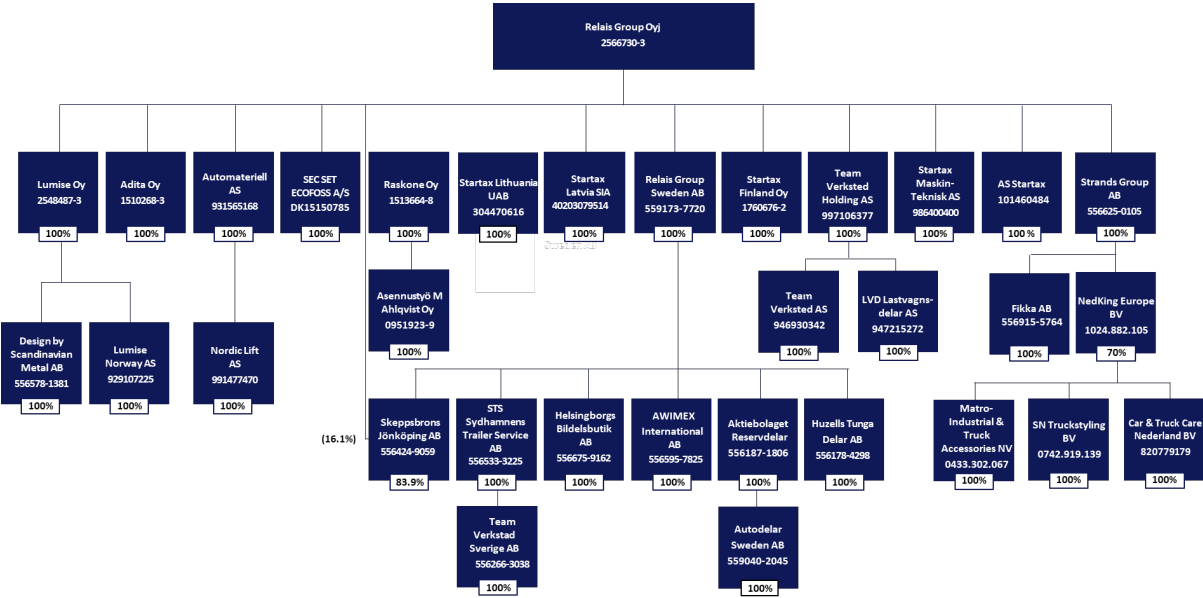 Relais Group Oyj
2566730-3
Lumise Oy
2548487-3
100%
Adita Oy
1510268-3
100%
Automateriell
AS
931565168
100%
SEC SET
ECOFOSS A/S
DK15150785
100%
Raskone Oy
1513664-8
100%
Startax Lithuania
UAB
304470616
100%
Startax
Latvia SIA
40203079514
100%
Relais Group
Sweden AB
559173-7720
100%
Startax
Finland Oy
1760676-2
100%
Team
Verksted
Holding AS
997106377
100%
Startax
Maskin-
Teknisk AS
986400400
100%
AS Startax
101460484
100 %
Strands Group
AB
556625-0105
100%
Sweden AB
Asennustyö M
Ahlqvist Oy
0951923-9
100%
Team
Verksted AS
946930342
100%
LVD Lastvagns-
delar AS
947215272
100%
Fikka AB
556915-5764
100%
NedKing Europe
BV
1024.882.105
70%
Design by
Scandinavian
Metal AB
556578-1381
100%
Lumise
Norway AS
929107225
100%
Nordic Lift
AS
991477470
100%
(16.1%)
Skeppsbrons
Jönköping AB
556424-9059
83.9%
STS
Sydhamnens
Trailer Service
AB
556533-3225
100%
Helsingborgs
Bildelsbutik
AB
556675-9162
100%
AWIMEX
International
AB
556595-7825
100%
Aktiebolaget
Reservdelar
556187-1806
100%
Huzells Tunga
Delar AB
556178-4298
100%
Matro-
Industrial &
Truck
Accessories NV
0433.302.067
100%
SN Truckstyling
BV
0742.919.139
100%
Car & Truck Care
Nederland BV
820779179
100%
Team
Verkstad
Sverige AB
556266-3038
100%
Autodelar
Sweden AB
559040-2045
100%